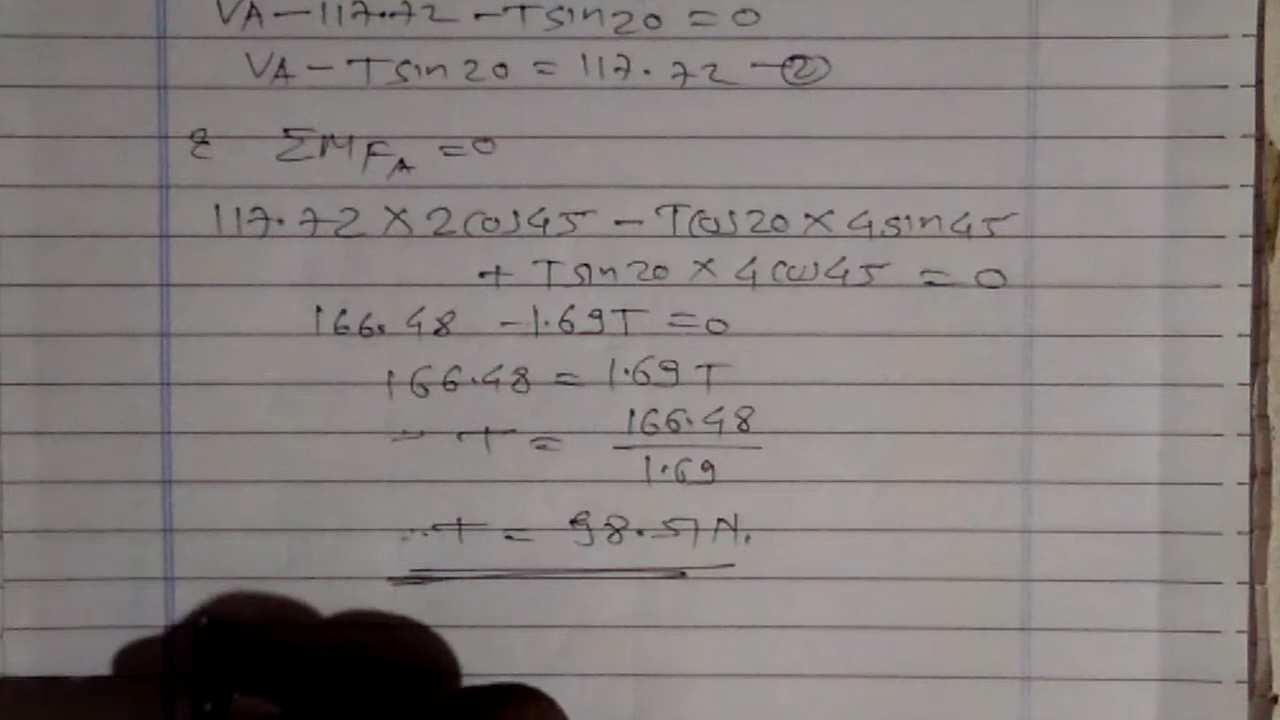 VA - 117.72 - T sin 20 = 0
VA - T sin 20 = 117.72 - ②
& ΣM F_A = 0
117.72 × 2 cos 45 - T cos 20 × 4 sin 45
+ T sin 20 × 4 cos 45 = 0
166.48 - 1.69T = 0
166.48 = 1.69 T
∴ T = 166.48 / 1.69
∴ T = 98.51 N.